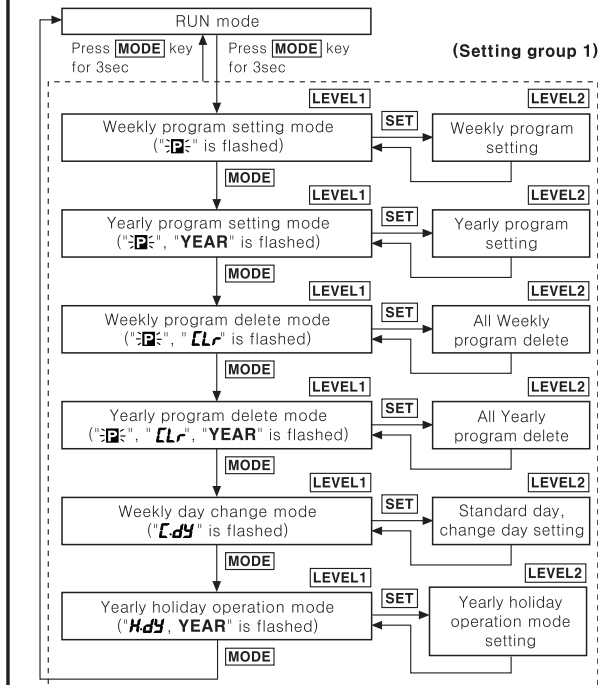 RUN mode
Press MODE key for 3sec
Press MODE key for 3sec
(Setting group 1)
LEVEL1
Weekly program setting mode
("P" is flashed)
SET
LEVEL2
Weekly program
setting
MODE
LEVEL1
Yearly program setting mode
("P", "YEAR" is flashed)
SET
LEVEL2
Yearly program
setting
MODE
LEVEL1
Weekly program delete mode
("P", "CLr" is flashed)
SET
LEVEL2
All Weekly
program delete
MODE
LEVEL1
Yearly program delete mode
("P", "CLr", "YEAR" is flashed)
SET
LEVEL2
All Yearly
program delete
MODE
LEVEL1
Weekly day change mode
("C.dY" is flashed)
SET
LEVEL2
Standard day,
change day setting
MODE
LEVEL1
Yearly holiday operation mode
("H.dY, YEAR" is flashed)
SET
LEVEL2
Yearly holiday
operation mode
setting
MODE